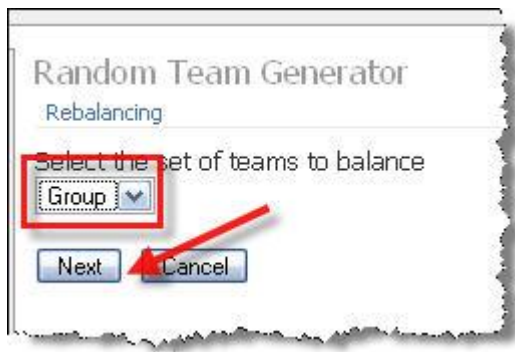 Random Team Generator
Rebalancing
Select the set of teams to balance
Group
Next Cancel